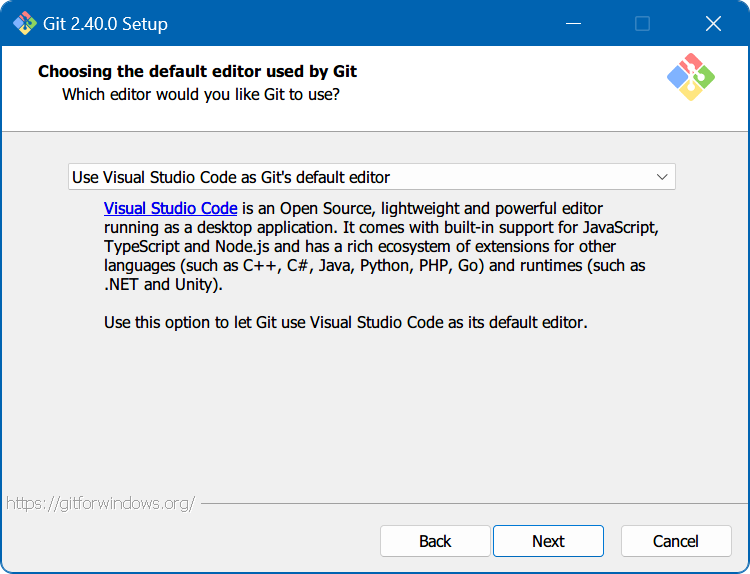 Git 2.40.0 Setup
Choosing the default editor used by Git
Which editor would you like Git to use?
Use Visual Studio Code as Git's default editor
Visual Studio Code is an Open Source, lightweight and powerful editor
running as a desktop application. It comes with built-in support for JavaScript,
TypeScript and Node.js and has a rich ecosystem of extensions for other
languages (such as C++, C#, Java, Python, PHP, Go) and runtimes (such as
.NET and Unity).
Use this option to let Git use Visual Studio Code as its default editor.
https://gitforwindows.org/
Back Next Cancel